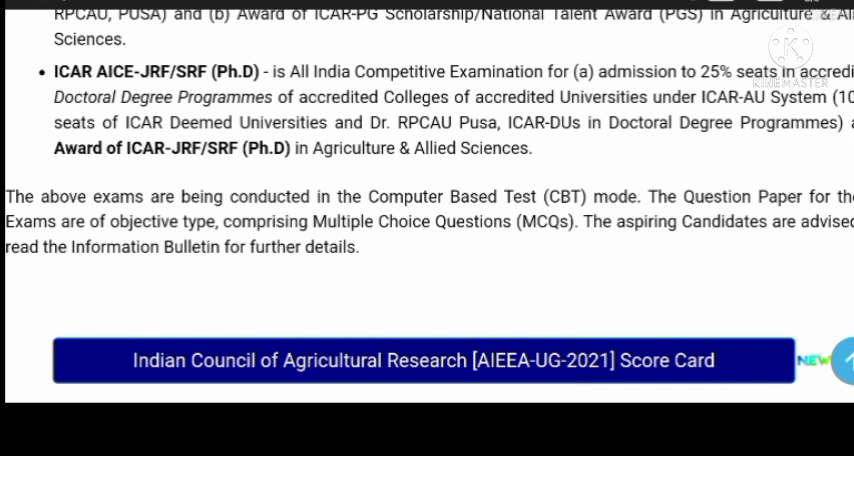 RPCAU, PUSA) and (b) Award of ICAR-PG Scholarship/National Talent Award (PGS) in Agriculture &
Sciences.
• ICAR AICE-JRF/SRF (Ph.D) - is All India Competitive Examination for (a) admission to 25% seats in accredi
Doctoral Degree Programmes of accredited Colleges of accredited Universities under ICAR-AU System (10
seats of ICAR Deemed Universities and Dr. RPCAU Pusa, ICAR-DUs in Doctoral Degree Programmes)
Award of ICAR-JRF/SRF (Ph.D) in Agriculture & Allied Sciences.
The above exams are being conducted in the Computer Based Test (CBT) mode. The Question Paper for the
Exams are of objective type, comprising Multiple Choice Questions (MCQs). The aspiring Candidates are advised
read the Information Bulletin for further details.
Indian Council of Agricultural Research [AIEEA-UG-2021] Score Card
NEW
KINEMASTER